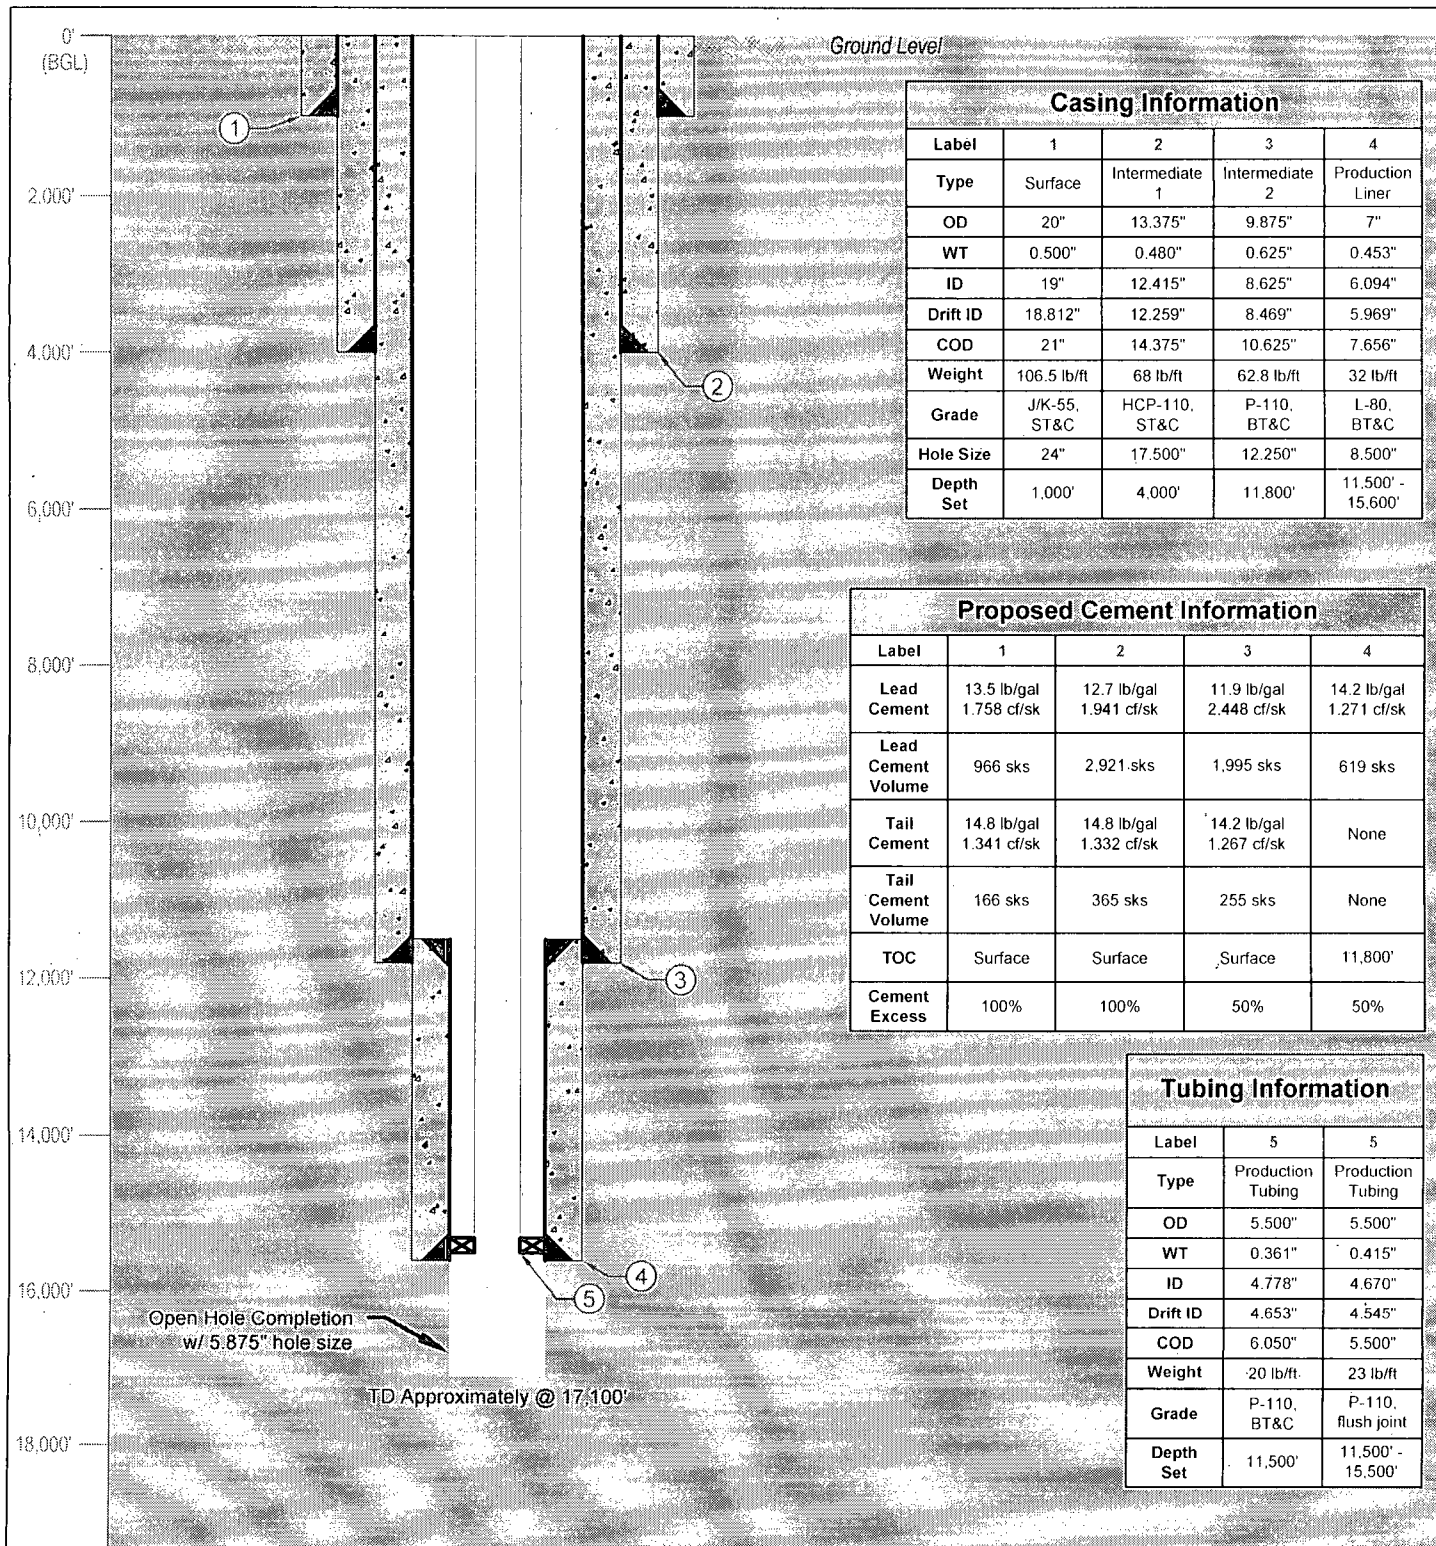 0'
(BGL)
2,000'
4,000'
6,000'
8,000'
10,000'
12,000'
14,000'
16,000'
18,000'
Ground Level
1
2
3
4
5
Open Hole Completion
w/ 5.875" hole size
TD Approximately @ 17,100'
Casing Information
Label 1 2 3 4
Type Surface Intermediate 1 Intermediate 2 Production Liner
OD 20" 13.375" 9.875" 7"
WT 0.500" 0.480" 0.625" 0.453"
ID 19" 12.415" 8.625" 6.094"
Drift ID 18.812" 12.259" 8.469" 5.969"
COD 21" 14.375" 10.625" 7.656"
Weight 106.5 lb/ft 68 lb/ft 62.8 lb/ft 32 lb/ft
Grade J/K-55, ST&C HCP-110, ST&C P-110, BT&C L-80, BT&C
Hole Size 24" 17.500" 12.250" 8.500"
Depth Set 1,000' 4,000' 11,800' 11,500' - 15,600'
Proposed Cement Information
Label 1 2 3 4
Lead Cement 13.5 lb/gal 1.758 cf/sk 12.7 lb/gal 1.941 cf/sk 11.9 lb/gal 2.448 cf/sk 14.2 lb/gal 1.271 cf/sk
Lead Cement Volume 966 sks 2,921 sks 1,995 sks 619 sks
Tail Cement 14.8 lb/gal 1.341 cf/sk 14.8 lb/gal 1.332 cf/sk 14.2 lb/gal 1.267 cf/sk None
Tail Cement Volume 166 sks 365 sks 255 sks None
TOC Surface Surface Surface 11,800'
Cement Excess 100% 100% 50% 50%
Tubing Information
Label 5 5
Type Production Tubing Production Tubing
OD 5.500" 5.500"
WT 0.361" 0.415"
ID 4.778" 4.670"
Drift ID 4.653" 4.545"
COD 6.050" 5.500"
Weight 20 lb/ft 23 lb/ft
Grade P-110, BT&C P-110, flush joint
Depth Set 11,500' 11,500' - 15,500'